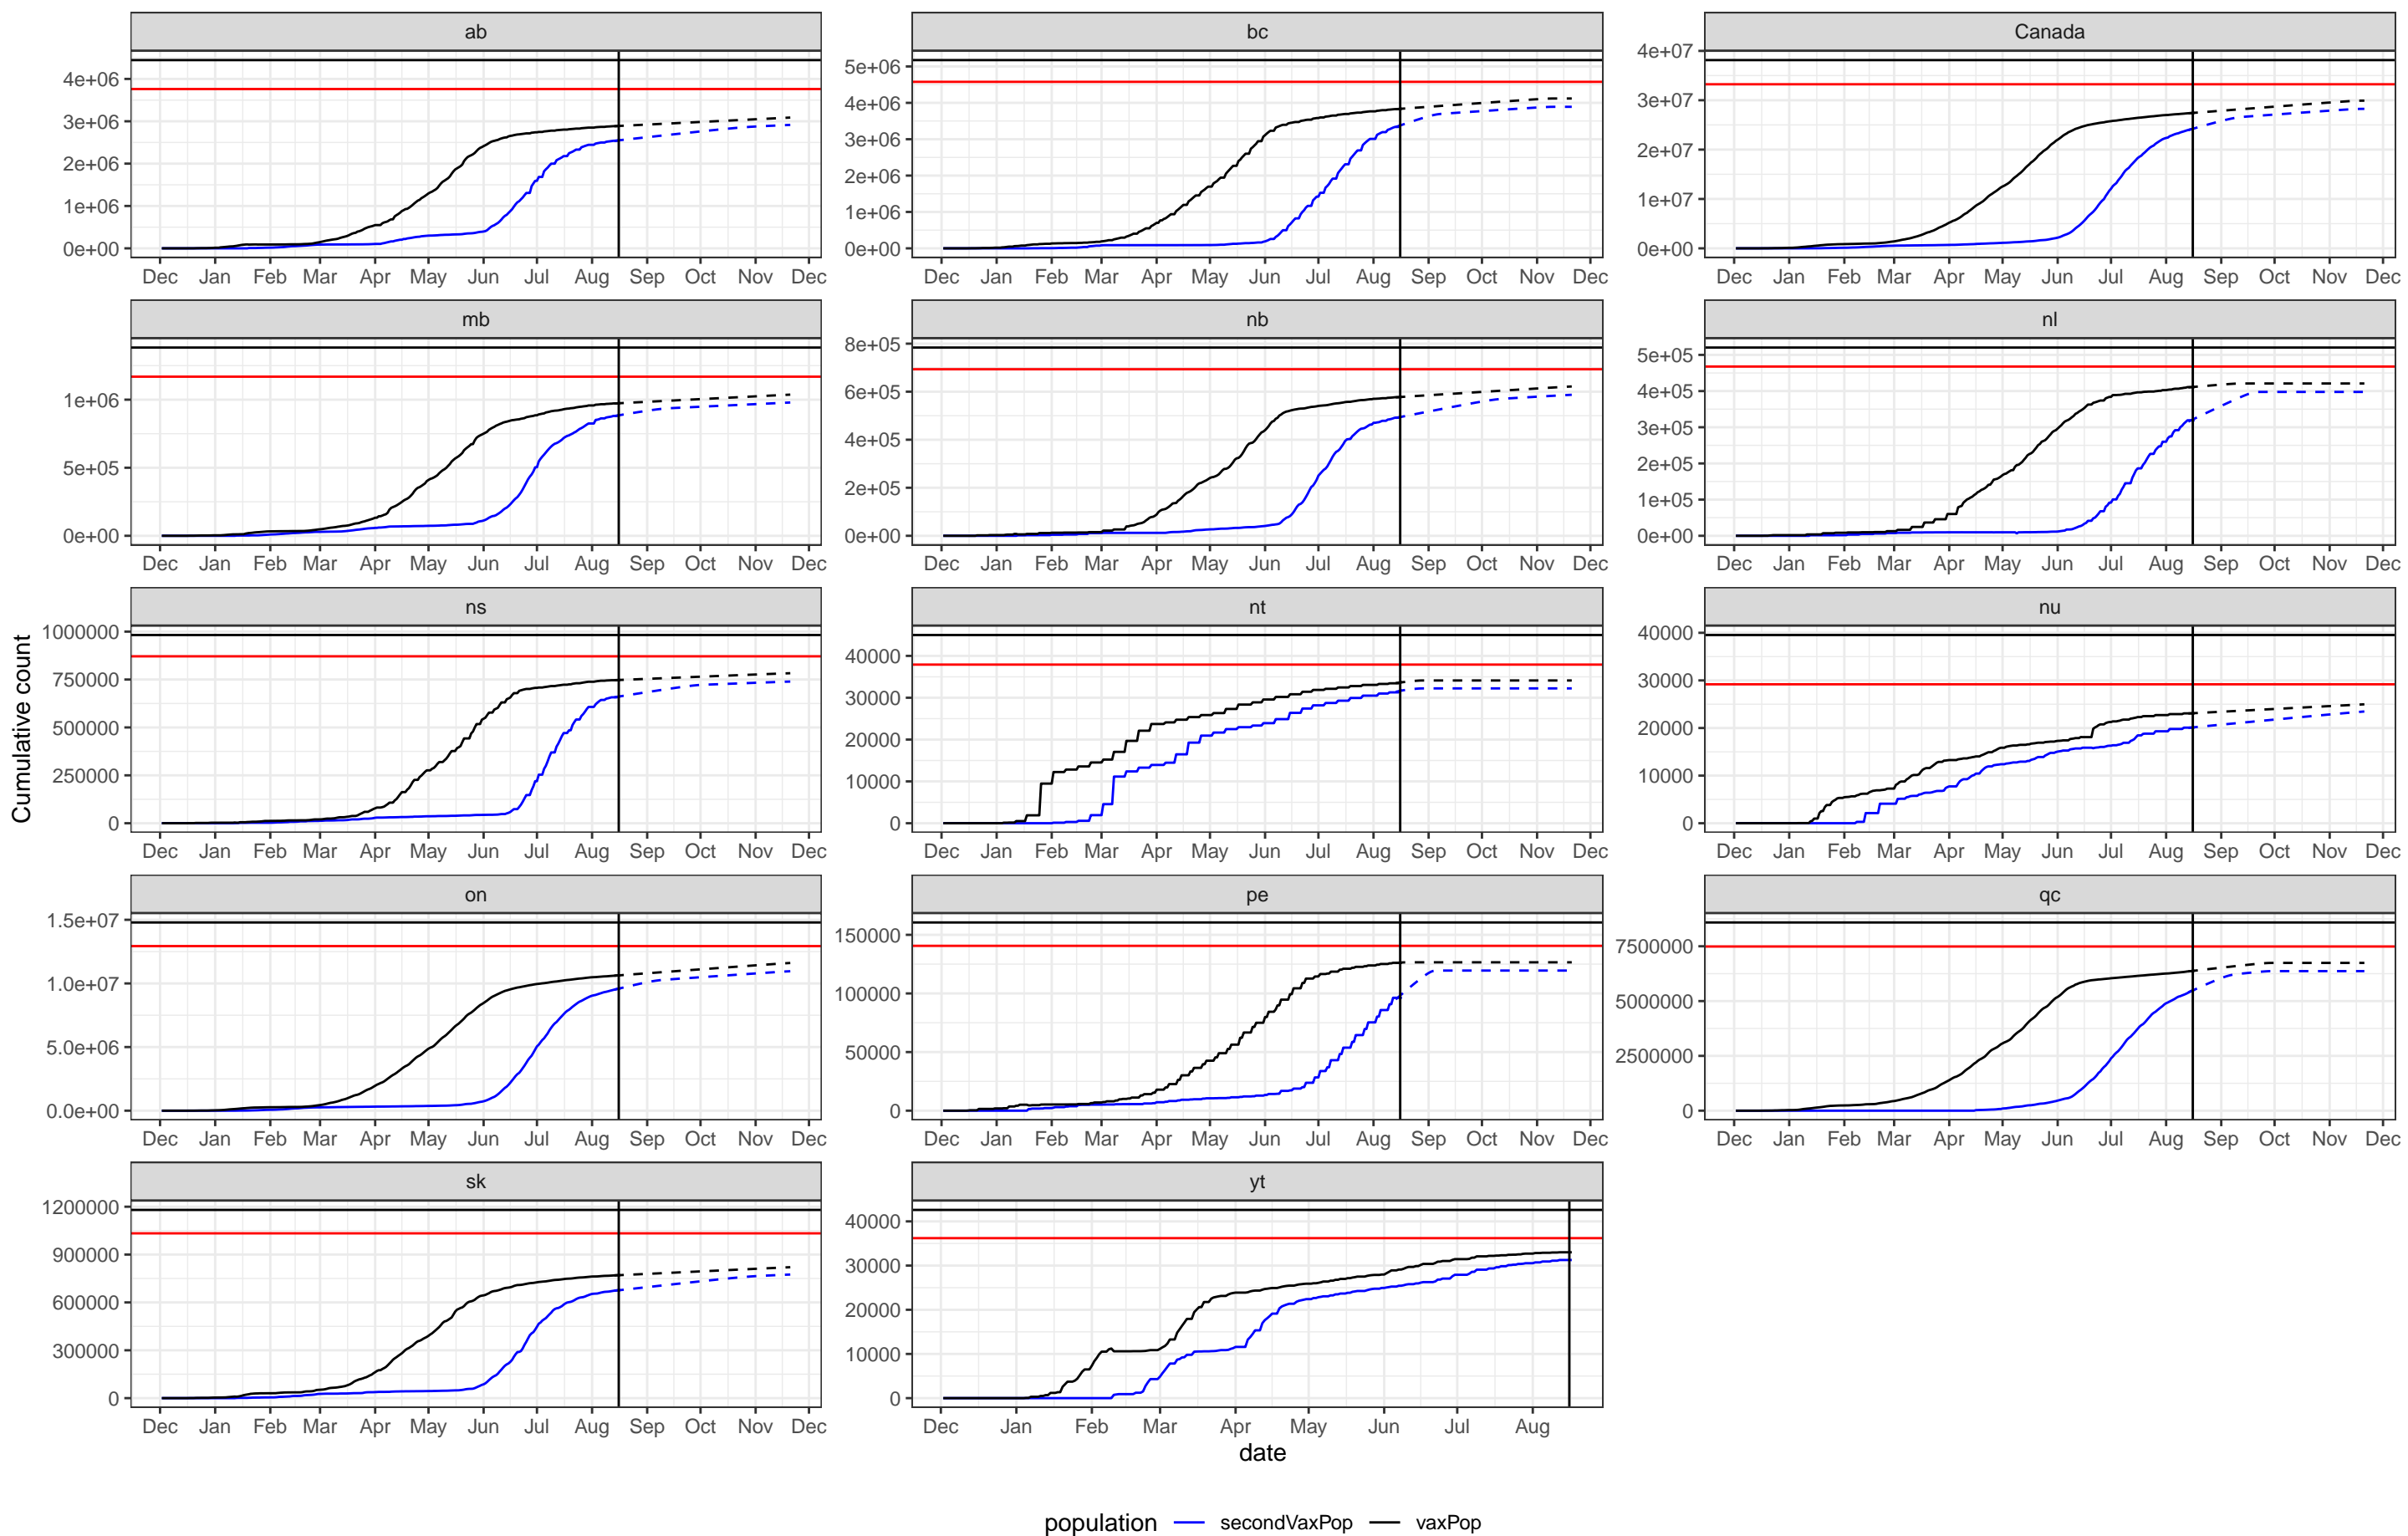 ab bc Canada
4e+06 3e+06 2e+06 1e+06 0e+00
Dec Jan Feb Mar Apr May Jun Jul Aug Sep Oct Nov Dec
5e+06 4e+06 3e+06 2e+06 1e+06 0e+00
Dec Jan Feb Mar Apr May Jun Jul Aug Sep Oct Nov Dec
4e+07 3e+07 2e+07 1e+07 0e+00
Dec Jan Feb Mar Apr May Jun Jul Aug Sep Oct Nov Dec
mb nb nl
1e+06 5e+05 0e+00
Dec Jan Feb Mar Apr May Jun Jul Aug Sep Oct Nov Dec
8e+05 6e+05 4e+05 2e+05 0e+00
Dec Jan Feb Mar Apr May Jun Jul Aug Sep Oct Nov Dec
5e+05 4e+05 3e+05 2e+05 1e+05 0e+00
Dec Jan Feb Mar Apr May Jun Jul Aug Sep Oct Nov Dec
Cumulative count
ns nt nu
1000000 750000 500000 250000 0
Dec Jan Feb Mar Apr May Jun Jul Aug Sep Oct Nov Dec
40000 30000 20000 10000 0
Dec Jan Feb Mar Apr May Jun Jul Aug Sep Oct Nov Dec
40000 30000 20000 10000 0
Dec Jan Feb Mar Apr May Jun Jul Aug Sep Oct Nov Dec
on pe qc
1.5e+07 1.0e+07 5.0e+06 0.0e+00
Dec Jan Feb Mar Apr May Jun Jul Aug Sep Oct Nov Dec
150000 100000 50000 0
Dec Jan Feb Mar Apr May Jun Jul Aug Sep Oct Nov Dec
7500000 5000000 2500000 0
Dec Jan Feb Mar Apr May Jun Jul Aug Sep Oct Nov Dec
sk yt
1200000 900000 600000 300000 0
Dec Jan Feb Mar Apr May Jun Jul Aug Sep Oct Nov Dec
40000 30000 20000 10000 0
Dec Jan Feb Mar Apr May Jun Jul Aug
date
population secondVaxPop vaxPop